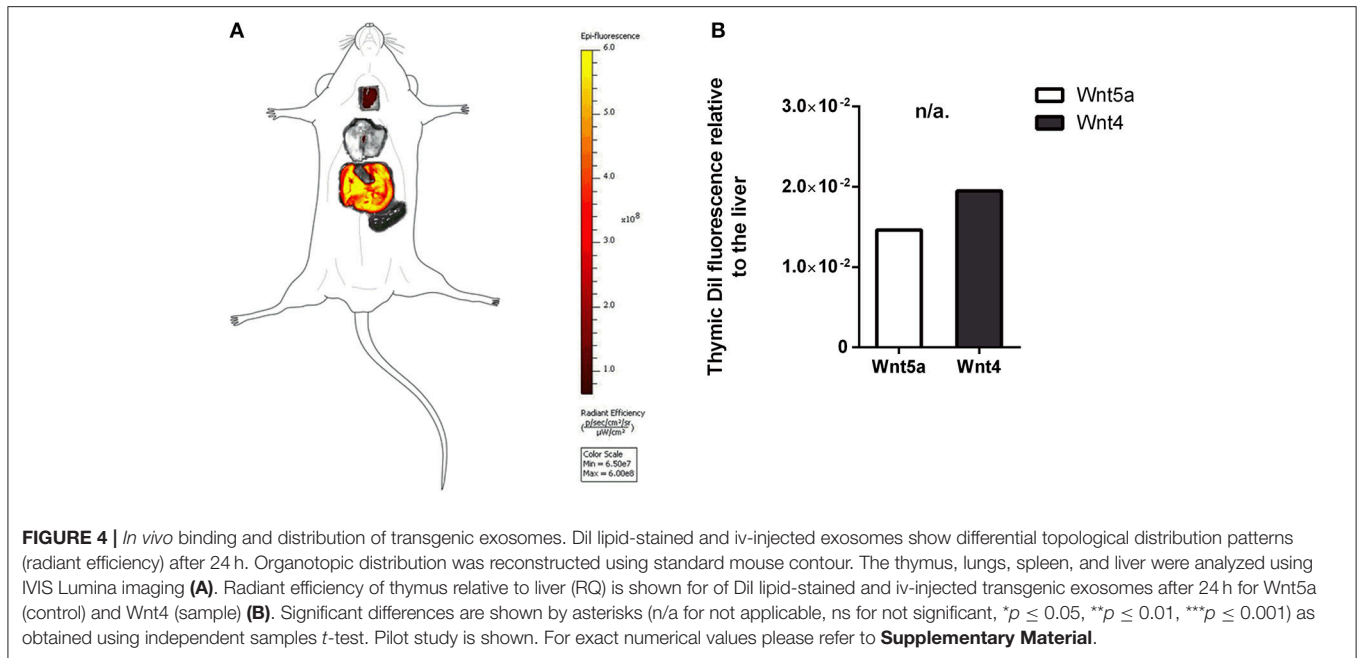 A
Epi-fluorescence
6.0
5.0
4.0
x10⁸
3.0
2.0
1.0
Radiant Efficiency
(p/sec/cm²/sr / µW/cm²)
Color Scale
Min = 6.50e7
Max = 6.00e8
B
Thymic DiI fluorescence relative
to the liver
3.0×10⁻²
2.0×10⁻²
1.0×10⁻²
0
n/a.
Wnt5a
Wnt4
Wnt5a
Wnt4
FIGURE 4 | In vivo binding and distribution of transgenic exosomes. DiI lipid-stained and iv-injected exosomes show differential topological distribution patterns
(radiant efficiency) after 24 h. Organotopic distribution was reconstructed using standard mouse contour. The thymus, lungs, spleen, and liver were analyzed using
IVIS Lumina imaging (A). Radiant efficiency of thymus relative to liver (RQ) is shown for of DiI lipid-stained and iv-injected transgenic exosomes after 24 h for Wnt5a
(control) and Wnt4 (sample) (B). Significant differences are shown by asterisks (n/a for not applicable, ns for not significant, *p ≤ 0.05, **p ≤ 0.01, ***p ≤ 0.001) as
obtained using independent samples t-test. Pilot study is shown. For exact numerical values please refer to Supplementary Material.